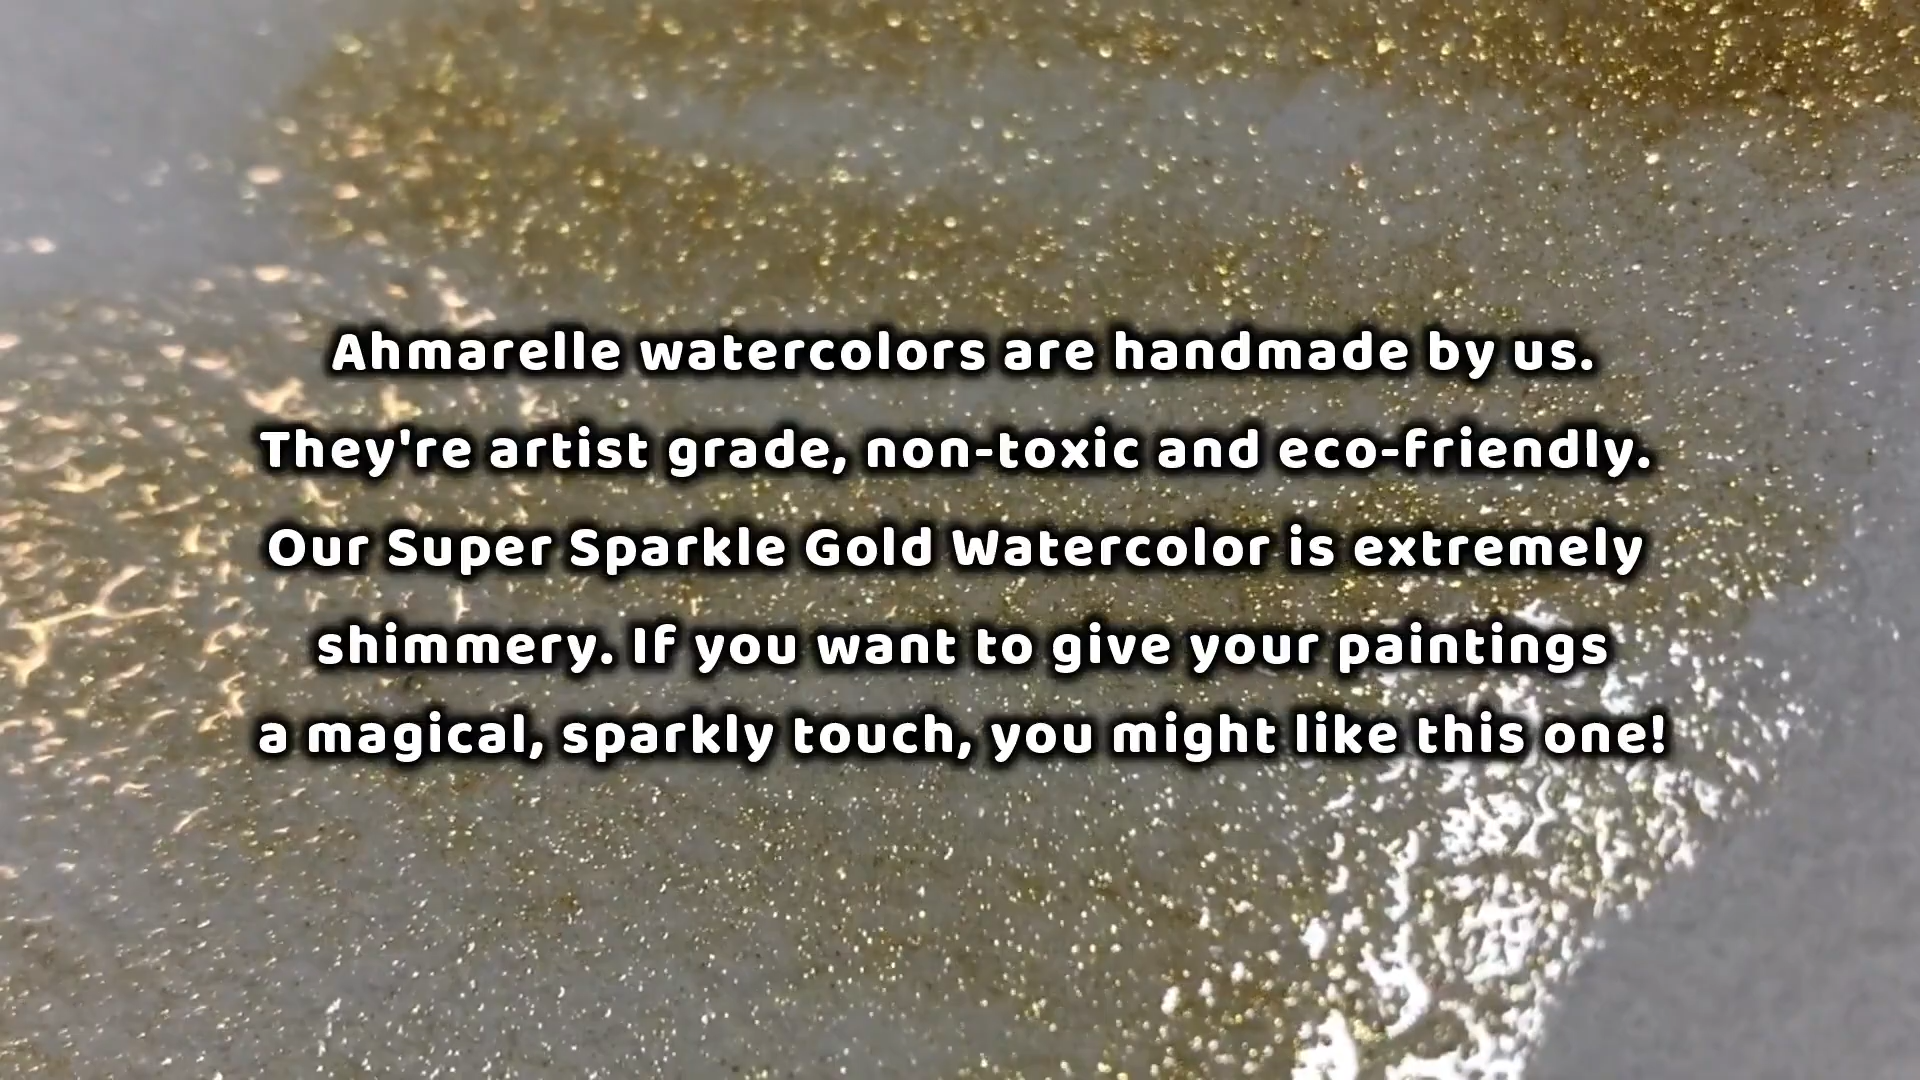 Ahmarelle watercolors are handmade by us.
They're artist grade, non-toxic and eco-friendly.
Our Super Sparkle Gold Watercolor is extremely
shimmery. If you want to give your paintings
a magical, sparkly touch, you might like this one!